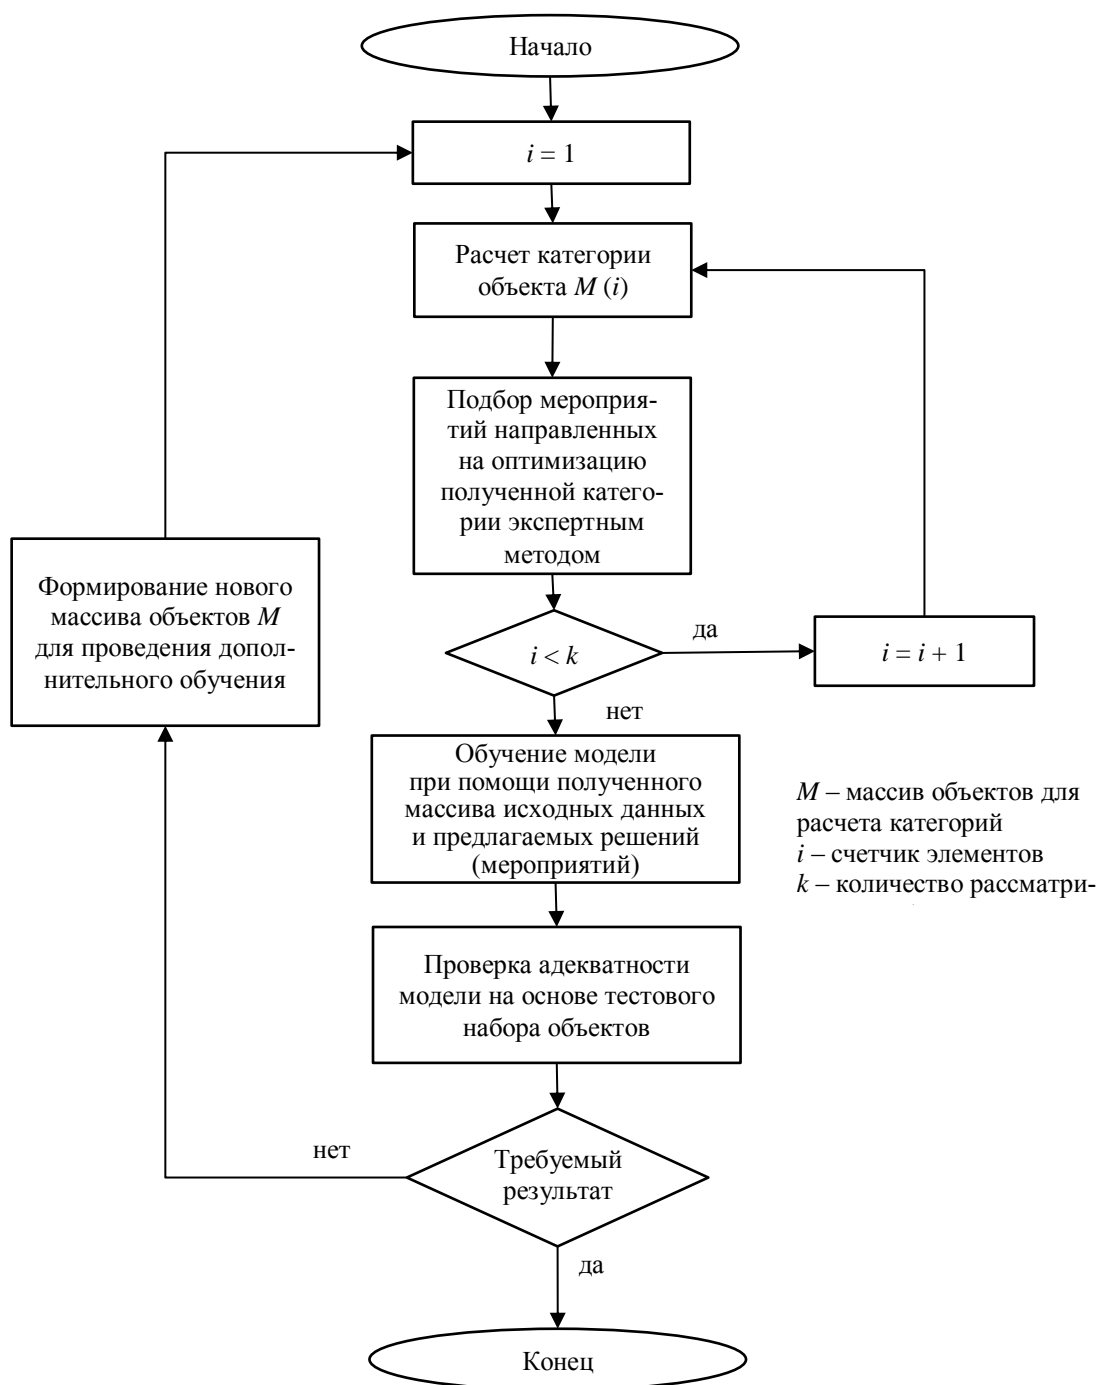 Начало
i = 1
Расчет категории
объекта M (i)
Подбор мероприя-
тий направленных
на оптимизацию
полученной катего-
рии экспертным
методом
i < k
да
i = i + 1
нет
Формирование нового
массива объектов M
для проведения допол-
нительного обучения
Обучение модели
при помощи полученного
массива исходных данных
и предлагаемых решений
(мероприятий)
M – массив объектов для
расчета категорий
i – счетчик элементов
k – количество рассматри-
Проверка адекватности
модели на основе тестового
набора объектов
нет
Требуемый
результат
да
Конец